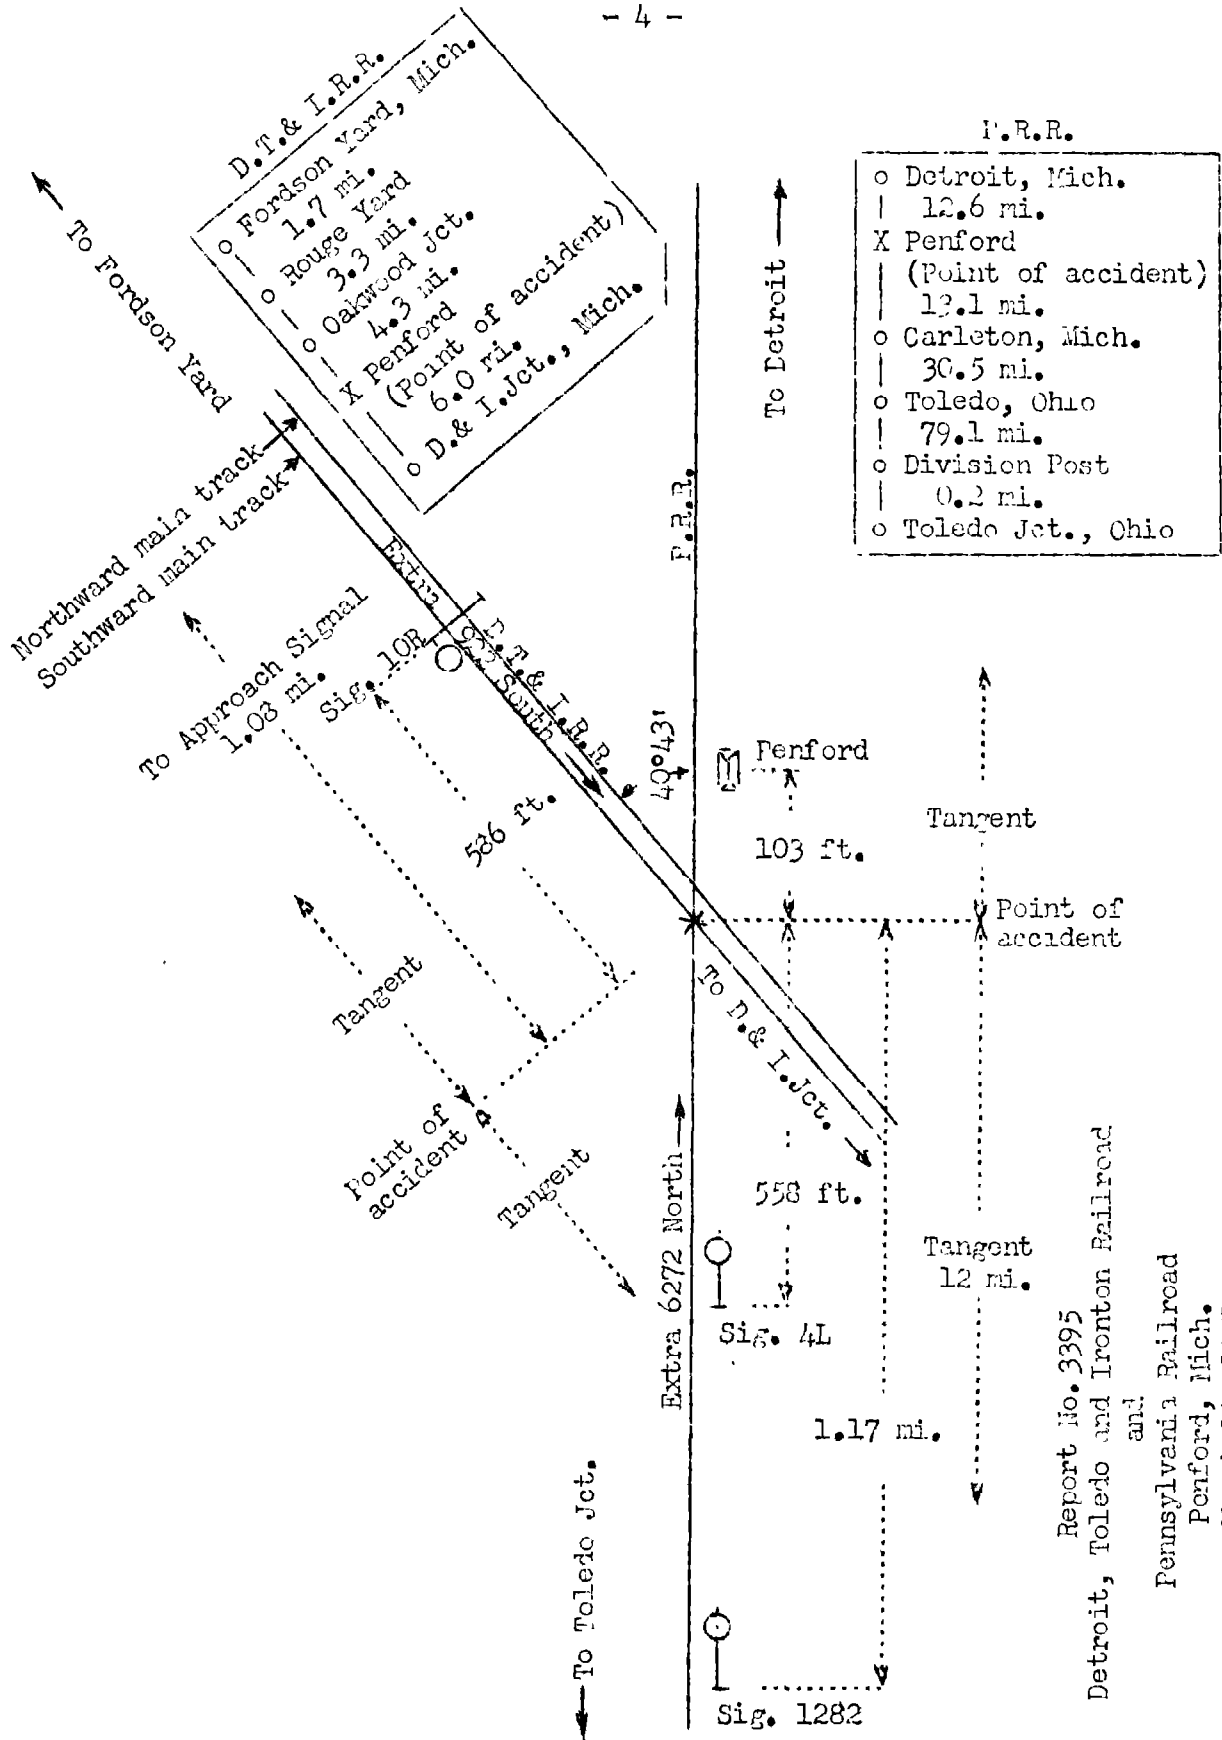 - 4 -
D.T.& I.R.R.
o Fordson Yard, Mich.
1.7 mi.
o Rouge Yard
3.3 mi.
o Oakwood Jct.
4.3 mi.
X Penford
(Point of accident)
6.0 mi.
o D.& I.Jct., Mich.
P.R.R.
o Detroit, Mich.
12.6 mi.
X Penford
(Point of accident)
13.1 mi.
o Carleton, Mich.
30.5 mi.
o Toledo, Ohio
79.1 mi.
o Division Post
0.2 mi.
o Toledo Jct., Ohio
To Fordson Yard
To Detroit
Northward main track
Southward main track
P.R.R.
Extra 922 South
D.T.& I.R.R.
To Approach Signal
1.03 mi.
Sig. 10R
586 ft.
40°43'
Penford
103 ft.
Tangent
Point of
accident
Tangent
To D.& I.Jct.
Point of
accident
Tangent
Extra 6272 North
558 ft.
Sig. 4L
Tangent
12 mi.
1.17 mi.
To Toledo Jct.
Sig. 1282
Report No. 3395
Detroit, Toledo and Ironton Railroad
and
Pennsylvania Railroad
Penford, Mich.